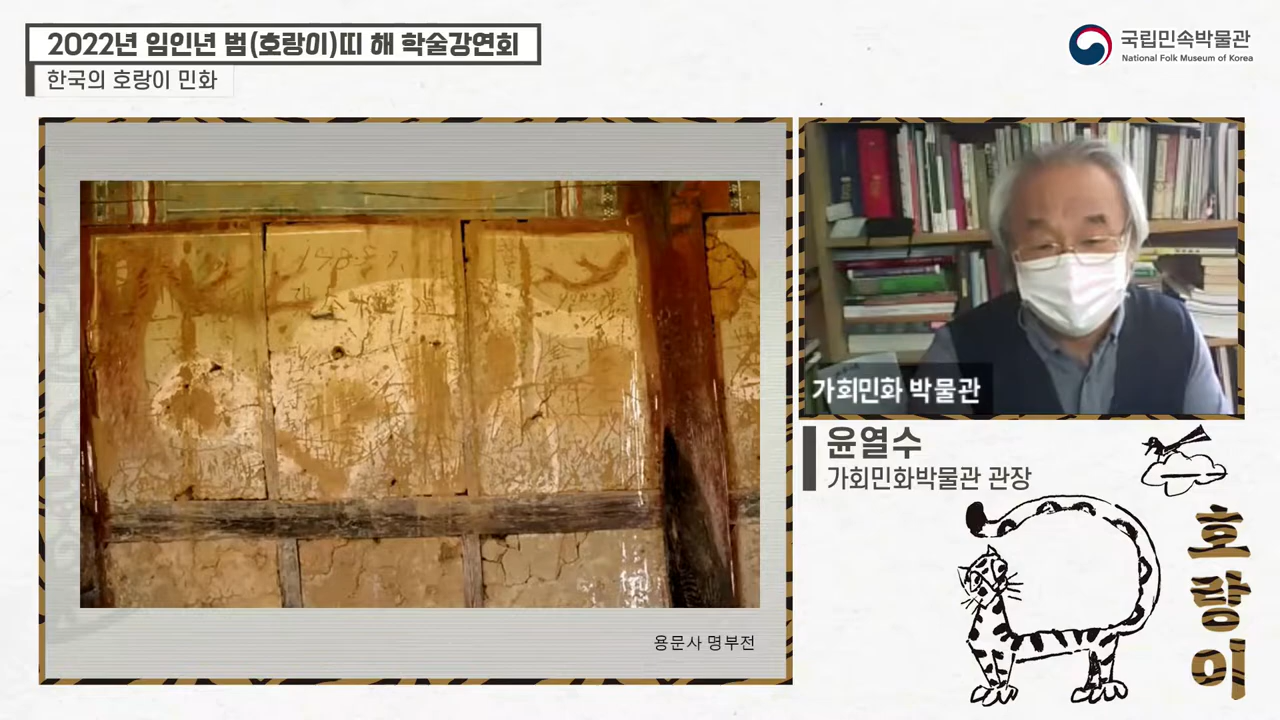 2022년 임인년 범(호랑이)띠 해 학술강연회
한국의 호랑이 민화
국립민속박물관
National Folk Museum of Korea
용문사 명부전
가회민화 박물관
윤열수
가회민화박물관 관장
호랑이